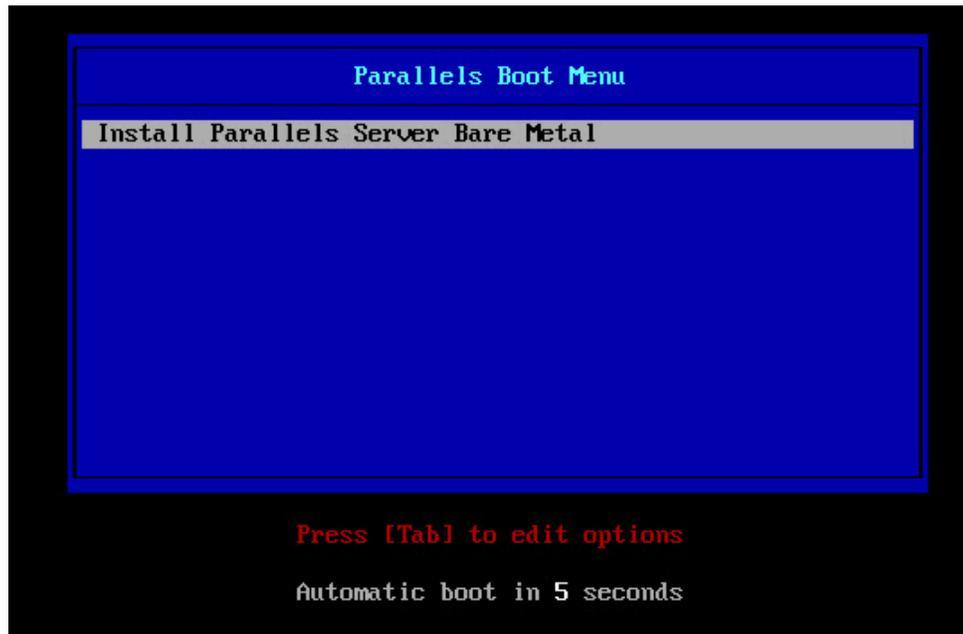 Parallels Boot Menu
Install Parallels Server Bare Metal
Press [Tab] to edit options
Automatic boot in 5 seconds